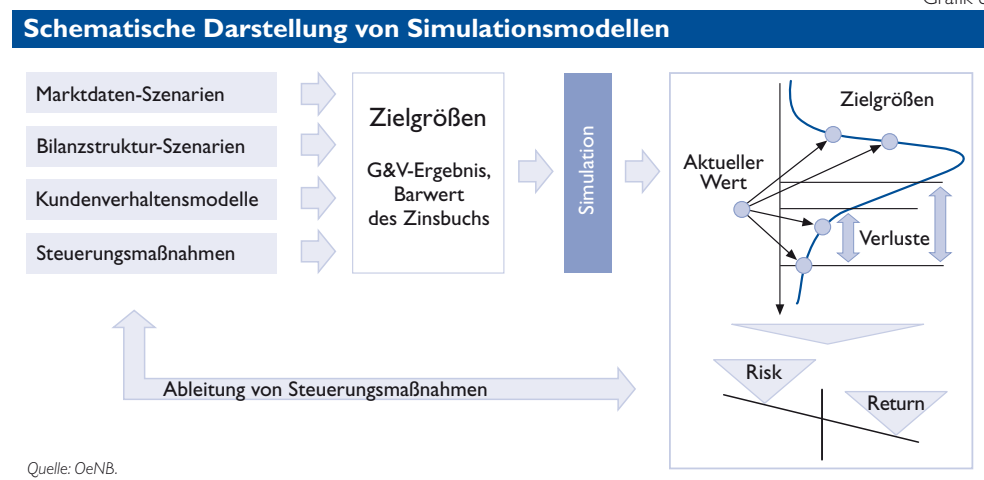 Schematische Darstellung von Simulationsmodellen
Marktdaten-Szenarien
Bilanzstruktur-Szenarien
Kundenverhaltensmodelle
Steuerungsmaßnahmen
Zielgrößen
G&V-Ergebnis,
Barwert
des Zinsbuchs
Simulation
Zielgrößen
Aktueller
Wert
Verluste
Risk
Return
Ableitung von Steuerungsmaßnahmen
Quelle: OeNB.